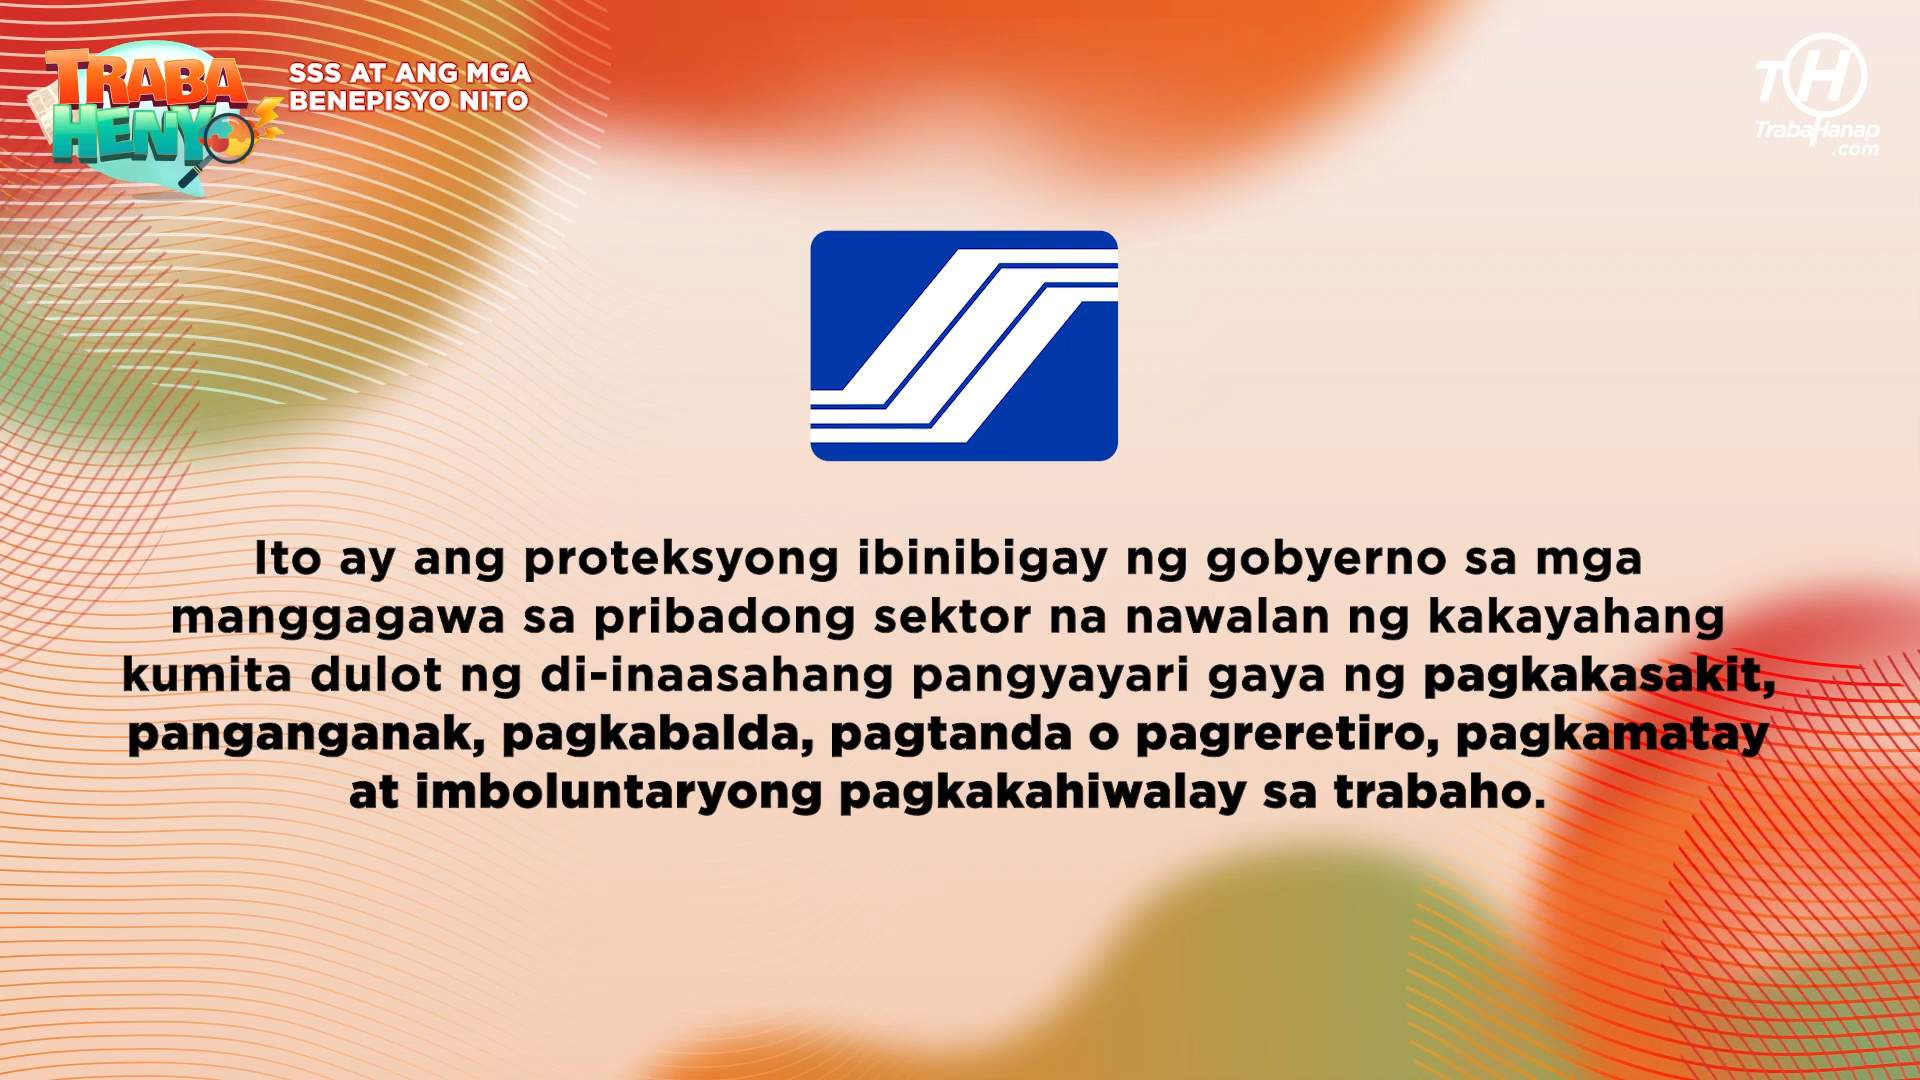 TRABA
HENYO
SSS AT ANG MGA
BENEPISYO NITO
TH
TrabaHanap
.com
Ito ay ang proteksyong ibinibigay ng gobyerno sa mga
manggagawa sa pribadong sektor na nawalan ng kakayahang
kumita dulot ng di-inaasahang pangyayari gaya ng pagkakasakit,
panganganak, pagkabalda, pagtanda o pagreretiro, pagkamatay
at imboluntaryong pagkakahiwalay sa trabaho.